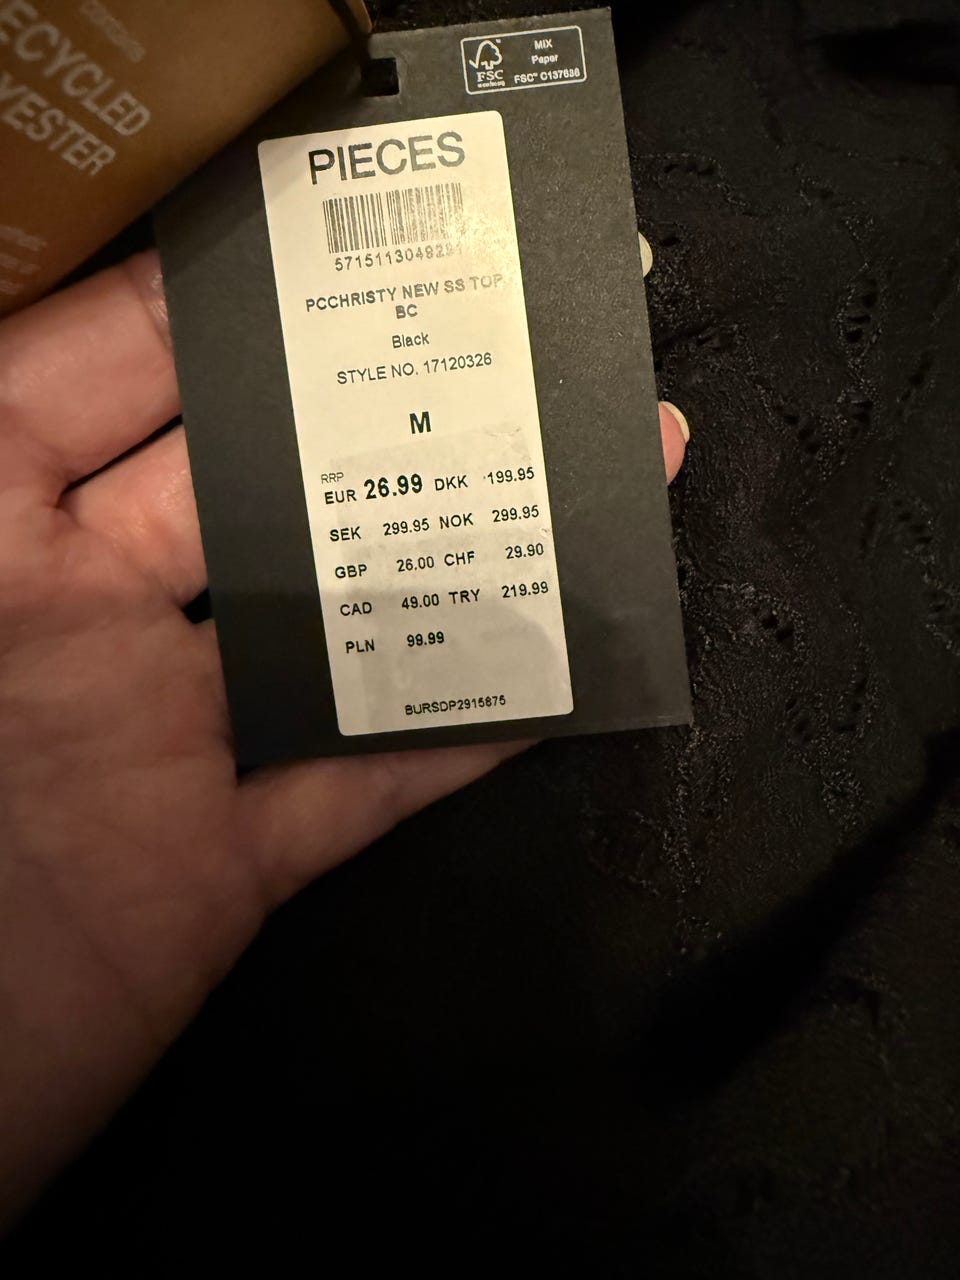 RECYCLED
YESTER
FSC
MIX
Paper
FSC™ C137638
PIECES
PCCHRISTY NEW SS TOP
BC
Black
STYLE NO. 17120326
M
RRP
EUR 26.99 DKK 199.95
SEK 299.95 NOK 299.95
GBP 26.00 CHF 29.90
CAD 49.00 TRY 219.99
PLN 99.99
BURSDP2915875